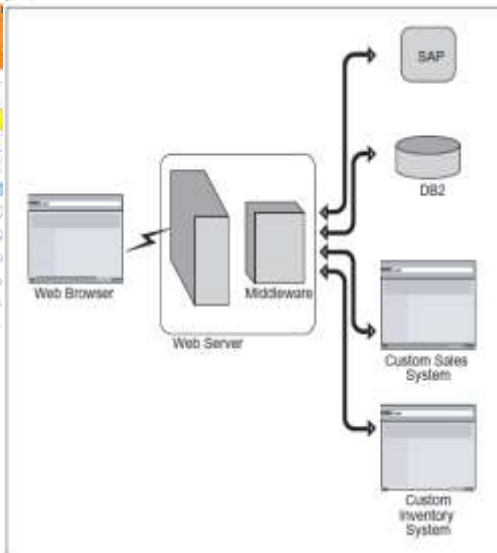 SAP
DB2
Web Browser
Middleware
Web Server
Custom Sales
System
Custom
Inventory
System